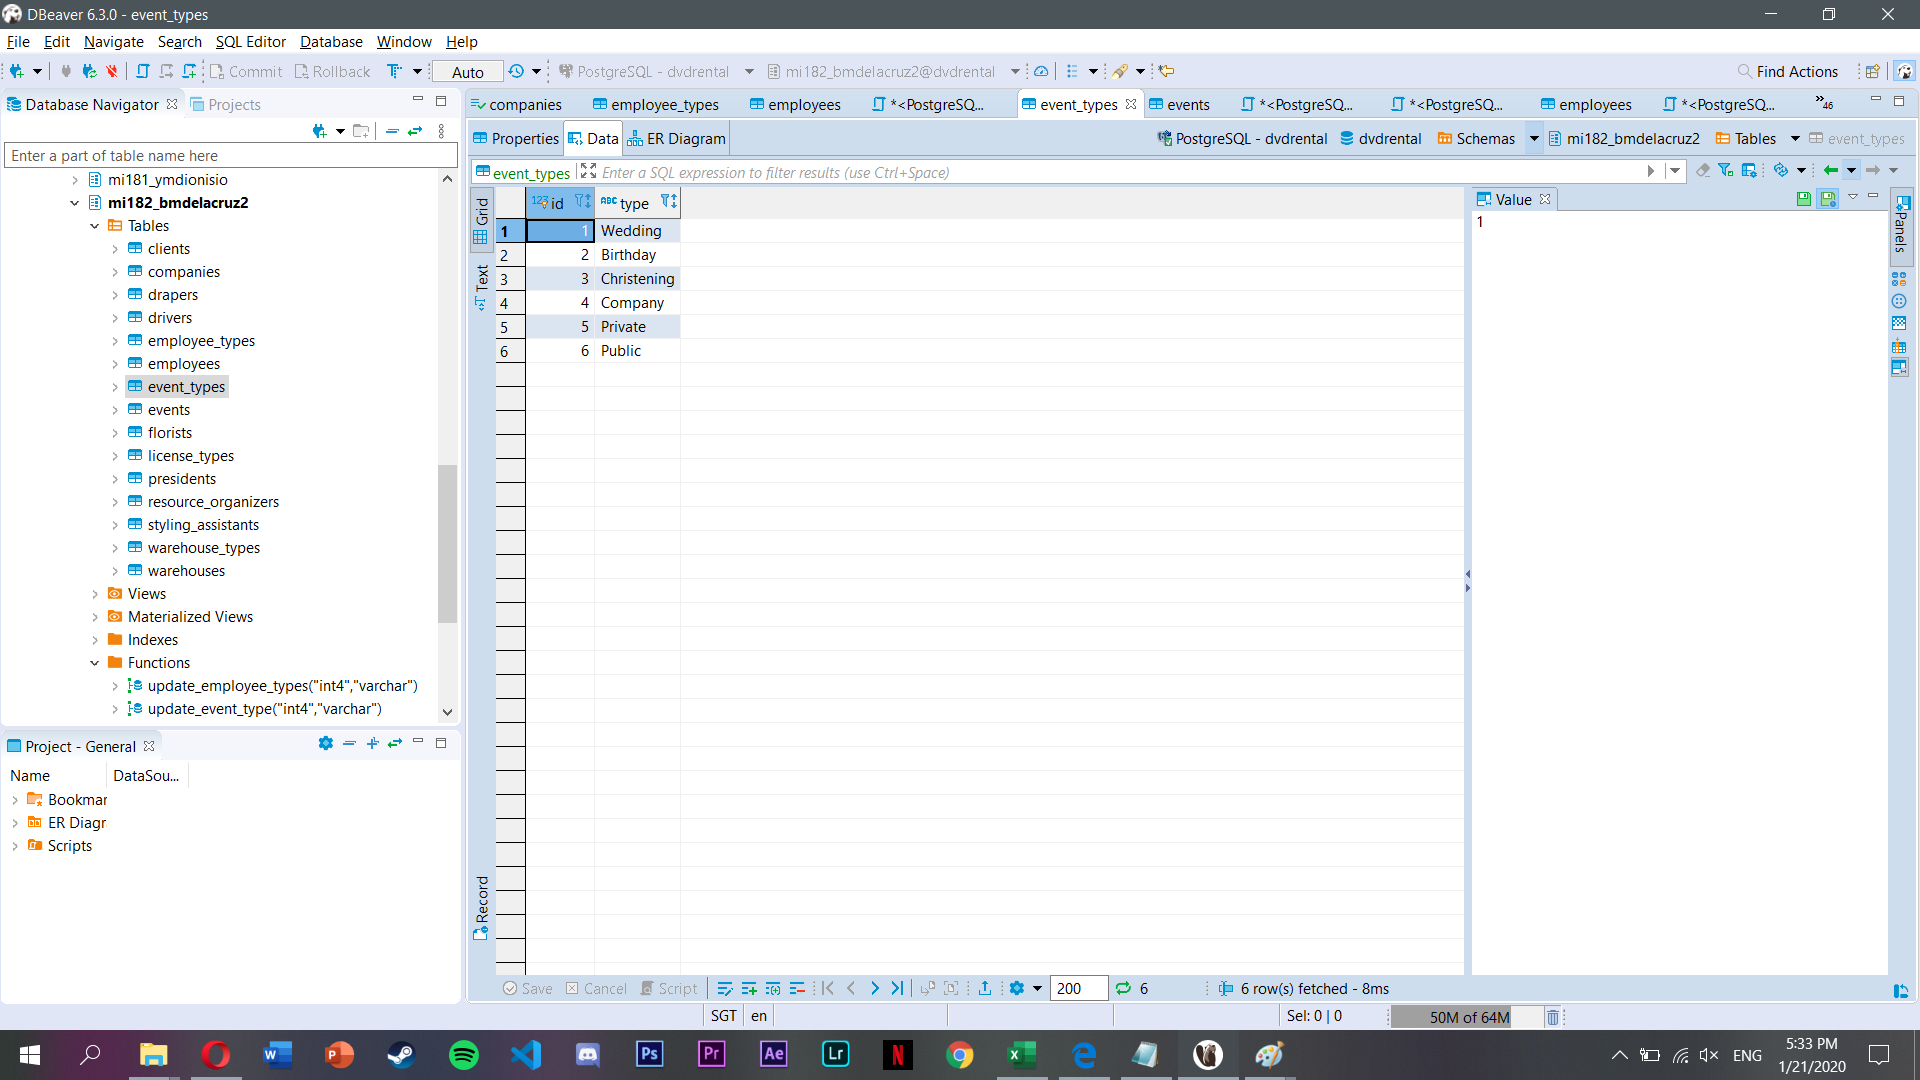 DBeaver 6.3.0 - event_types
File Edit Navigate Search SQL Editor Database Window Help
Commit Rollback Auto PostgreSQL - dvdrental mi182_bmdelacruz2@dvdrental Find Actions
Database Navigator Projects
companies employee_types employees *<PostgreSQ... event_types events *<PostgreSQ... *<PostgreSQ... employees *<PostgreSQ... »46
Properties Data ER Diagram PostgreSQL - dvdrental dvdrental Schemas mi182_bmdelacruz2 Tables event_types
Enter a part of table name here
event_types Enter a SQL expression to filter results (use Ctrl+Space)
mi181_ymdionisio
mi182_bmdelacruz2
Tables
clients
companies
drapers
drivers
employee_types
employees
event_types
events
florists
license_types
presidents
resource_organizers
styling_assistants
warehouse_types
warehouses
Views
Materialized Views
Indexes
Functions
update_employee_types("int4","varchar")
update_event_type("int4","varchar")
Project - General
Name DataSou...
Bookmar
ER Diagr
Scripts
Grid
Text
Record
123 id ABC type
1 1 Wedding
2 2 Birthday
3 3 Christening
4 4 Company
5 5 Private
6 6 Public
Value
1
Panels
Save Cancel Script 200 6 6 row(s) fetched - 8ms
SGT en Sel: 0 | 0 50M of 64M
W P Ps Pr Ae Lr N X ENG
5:33 PM
1/21/2020